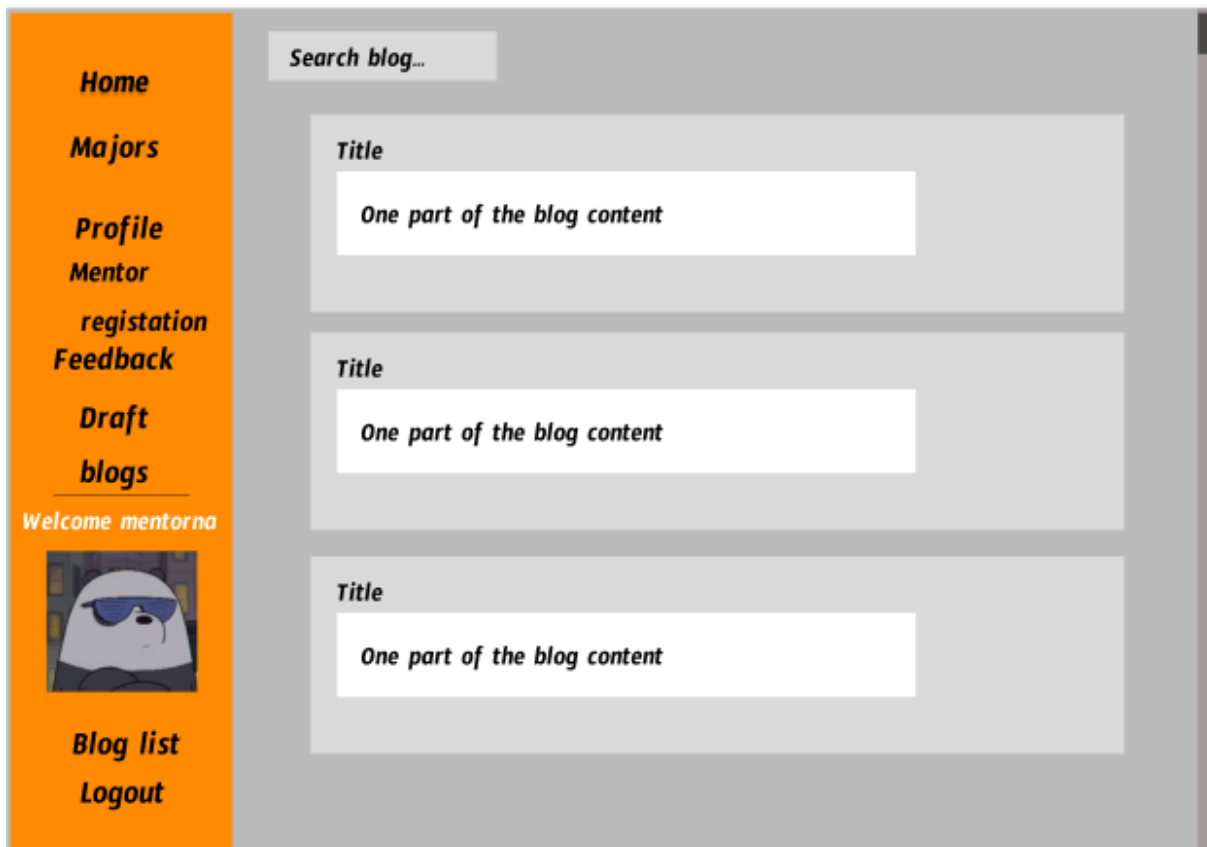 Home
Majors
Profile
Mentor
registation
Feedback
Draft
blogs
Welcome mentorna
Blog list
Logout
Search blog...
Title
One part of the blog content
Title
One part of the blog content
Title
One part of the blog content